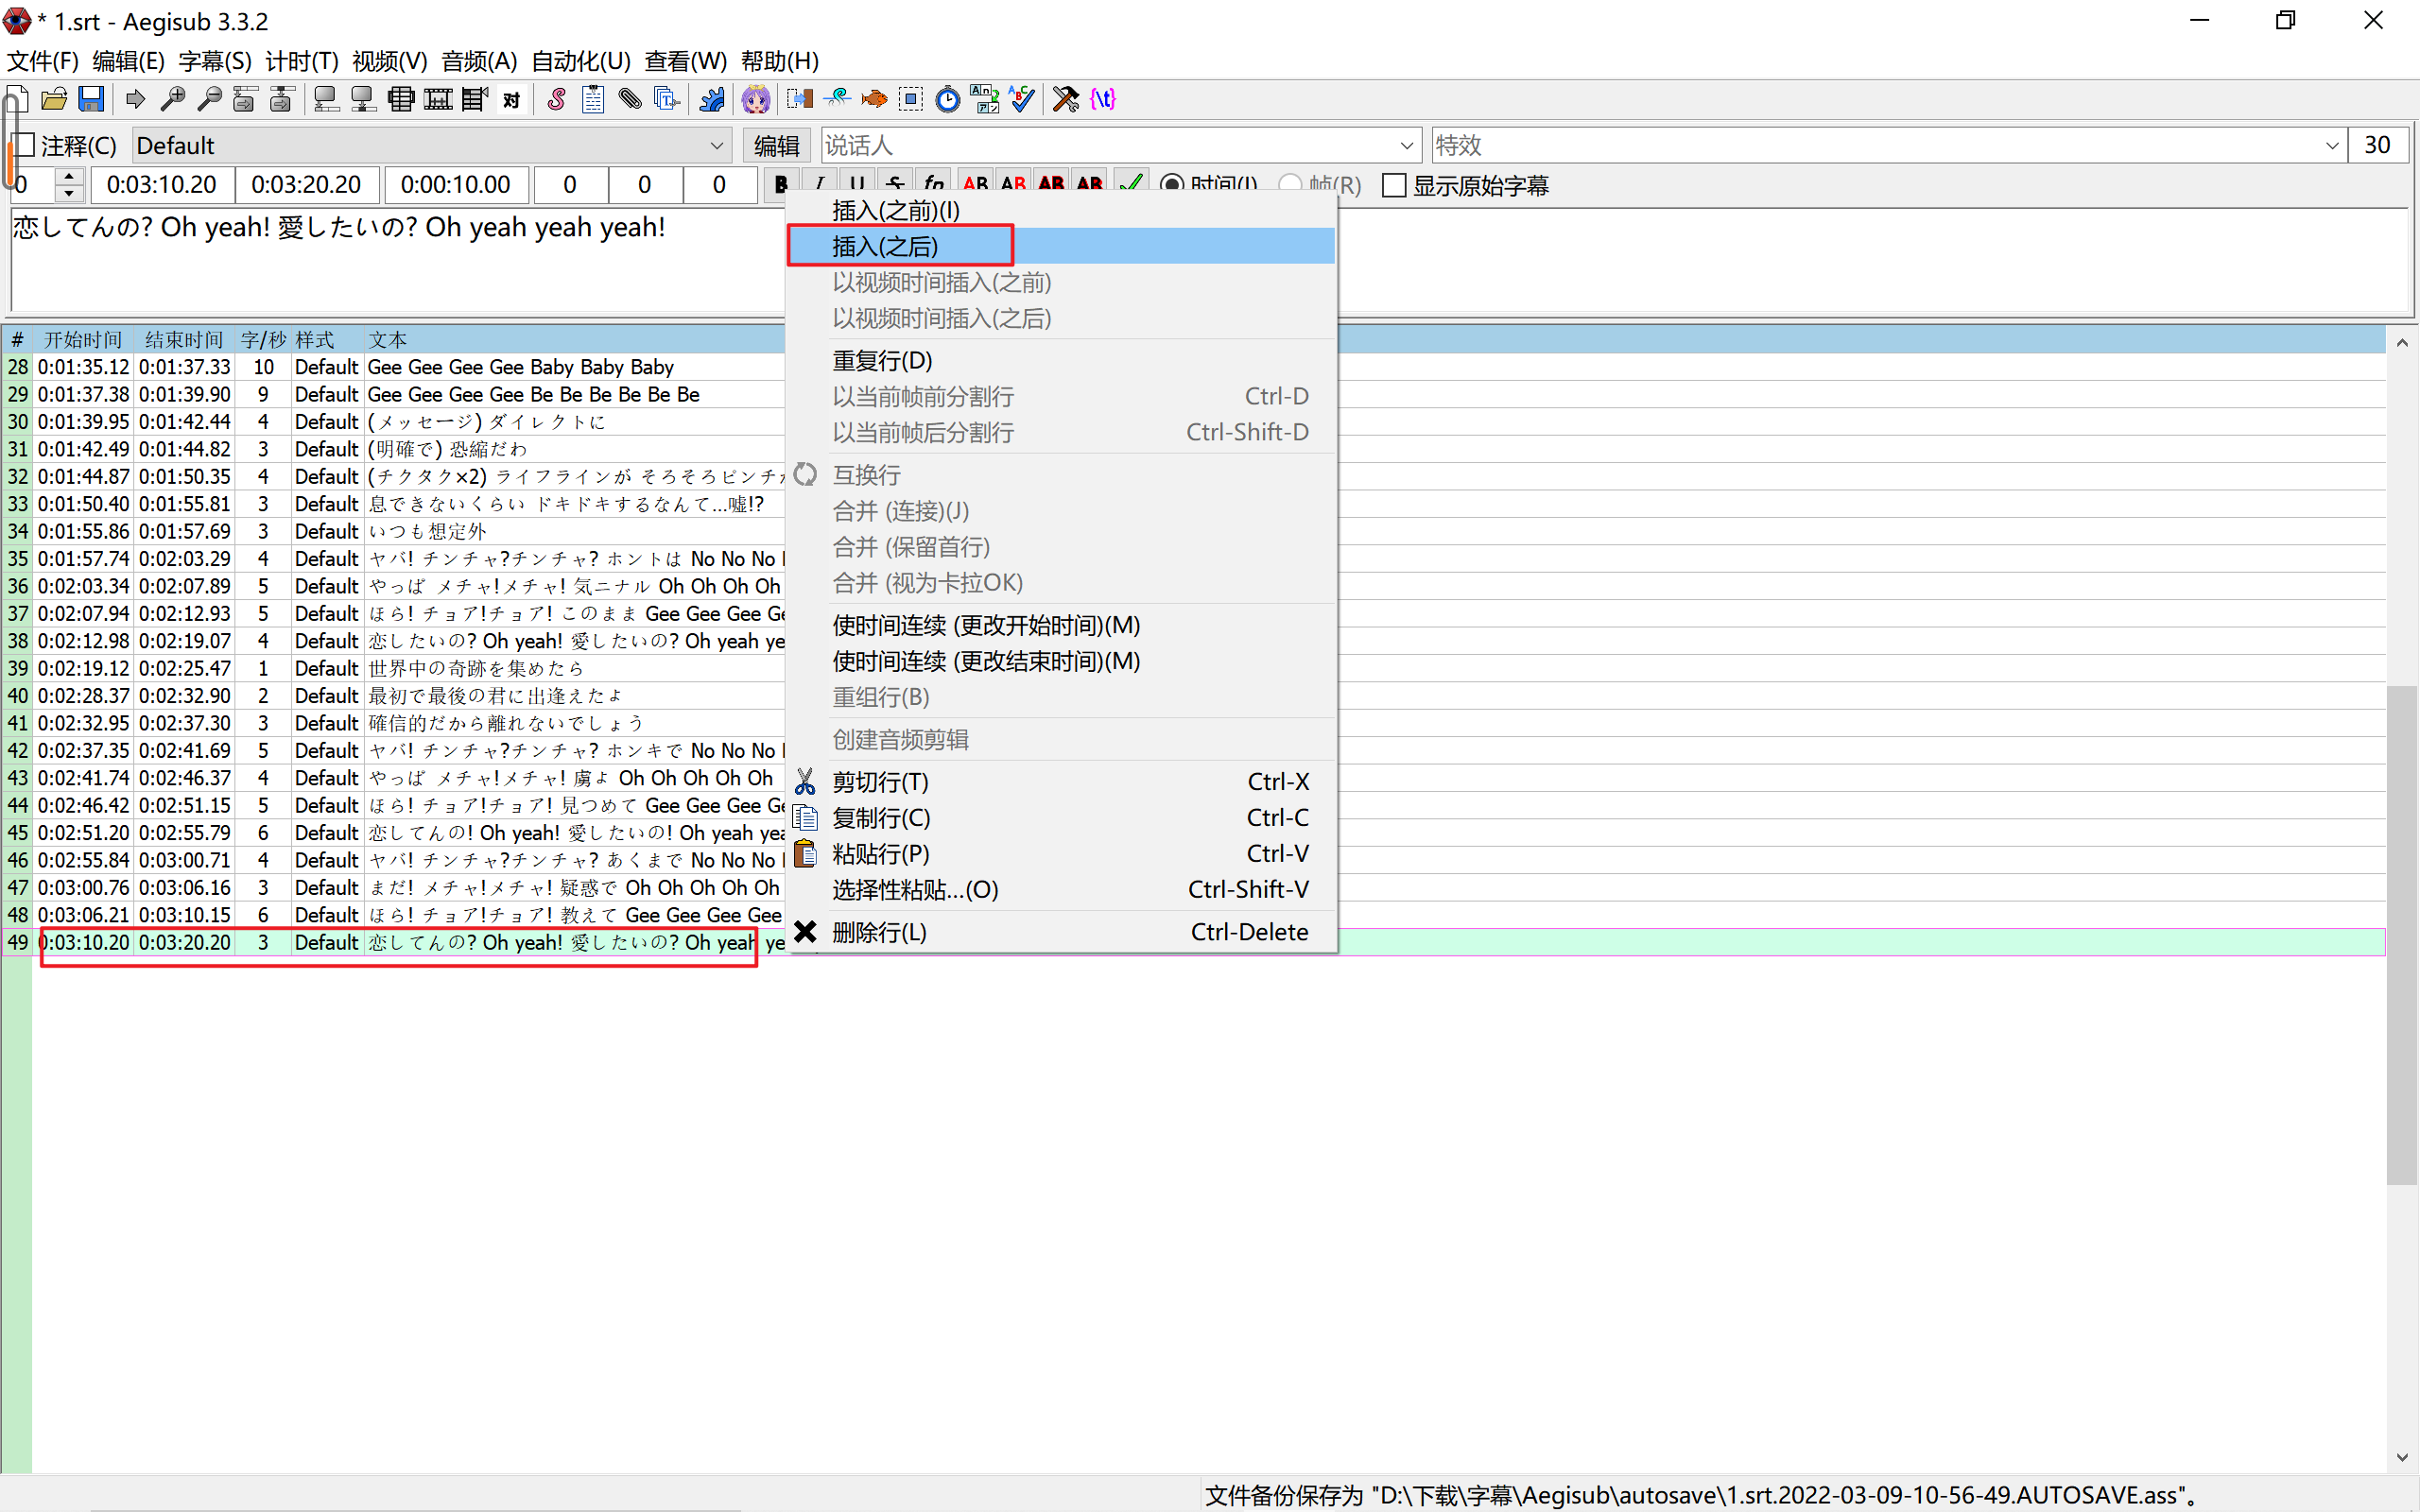 * 1.srt - Aegisub 3.3.2
文件(F) 编辑(E) 字幕(S) 计时(T) 视频(V) 音频(A) 自动化(U) 查看(W) 帮助(H)
对 {\t}
注释(C) Default 编辑 说话人 特效 30
0 0:03:10.20 0:03:20.20 0:00:10.00 0 0 0 B I U S fn AB AB AB AB 时间(I) 帧(R) 显示原始字幕
恋してんの? Oh yeah! 愛したいの? Oh yeah yeah yeah!
插入(之前)(I)
插入(之后)
以视频时间插入(之前)
以视频时间插入(之后)
重复行(D)
以当前帧前分割行 Ctrl-D
以当前帧后分割行 Ctrl-Shift-D
互换行
合并 (连接)(J)
合并 (保留首行)
合并 (视为卡拉OK)
使时间连续 (更改开始时间)(M)
使时间连续 (更改结束时间)(M)
重组行(B)
创建音频剪辑
剪切行(T) Ctrl-X
复制行(C) Ctrl-C
粘贴行(P) Ctrl-V
选择性粘贴...(O) Ctrl-Shift-V
删除行(L) Ctrl-Delete
# 开始时间 结束时间 字/秒 样式 文本
28 0:01:35.12 0:01:37.33 10 Default Gee Gee Gee Gee Baby Baby Baby
29 0:01:37.38 0:01:39.90 9 Default Gee Gee Gee Gee Be Be Be Be Be Be
30 0:01:39.95 0:01:42.44 4 Default (メッセージ) ダイレクトに
31 0:01:42.49 0:01:44.82 3 Default (明確で) 恐縮だわ
32 0:01:44.87 0:01:50.35 4 Default (チクタク×2) ライフラインが そろそろピンチ
33 0:01:50.40 0:01:55.81 3 Default 息できないくらい ドキドキするなんて...嘘!?
34 0:01:55.86 0:01:57.69 3 Default いつも想定外
35 0:01:57.74 0:02:03.29 4 Default ヤバ! チンチャ?チンチャ? ホントは No No No
36 0:02:03.34 0:02:07.89 5 Default やっぱ メチャ!メチャ! 気ニナル Oh Oh Oh Oh
37 0:02:07.94 0:02:12.93 5 Default ほら! チョア!チョア! このまま Gee Gee Gee Ge
38 0:02:12.98 0:02:19.07 4 Default 恋したいの? Oh yeah! 愛したいの? Oh yeah ye
39 0:02:19.12 0:02:25.47 1 Default 世界中の奇跡を集めたら
40 0:02:28.37 0:02:32.90 2 Default 最初で最後の君に出逢えたよ
41 0:02:32.95 0:02:37.30 3 Default 確信的だから離れないでしょう
42 0:02:37.35 0:02:41.69 5 Default ヤバ! チンチャ?チンチャ? ホンキで No No No
43 0:02:41.74 0:02:46.37 4 Default やっぱ メチャ!メチャ! 虜よ Oh Oh Oh Oh Oh
44 0:02:46.42 0:02:51.15 5 Default ほら! チョア!チョア! 見つめて Gee Gee Gee Ge
45 0:02:51.20 0:02:55.79 6 Default 恋してんの! Oh yeah! 愛したいの! Oh yeah yea
46 0:02:55.84 0:03:00.71 4 Default ヤバ! チンチャ?チンチャ? あくまで No No No
47 0:03:00.76 0:03:06.16 3 Default まだ! メチャ!メチャ! 疑惑で Oh Oh Oh Oh Oh
48 0:03:06.21 0:03:10.15 6 Default ほら! チョア!チョア! 教えて Gee Gee Gee Gee
49 0:03:10.20 0:03:20.20 3 Default 恋してんの? Oh yeah! 愛したいの? Oh yeah ye
文件备份保存为 "D:\下载\字幕\Aegisub\autosave\1.srt.2022-03-09-10-56-49.AUTOSAVE.ass"。